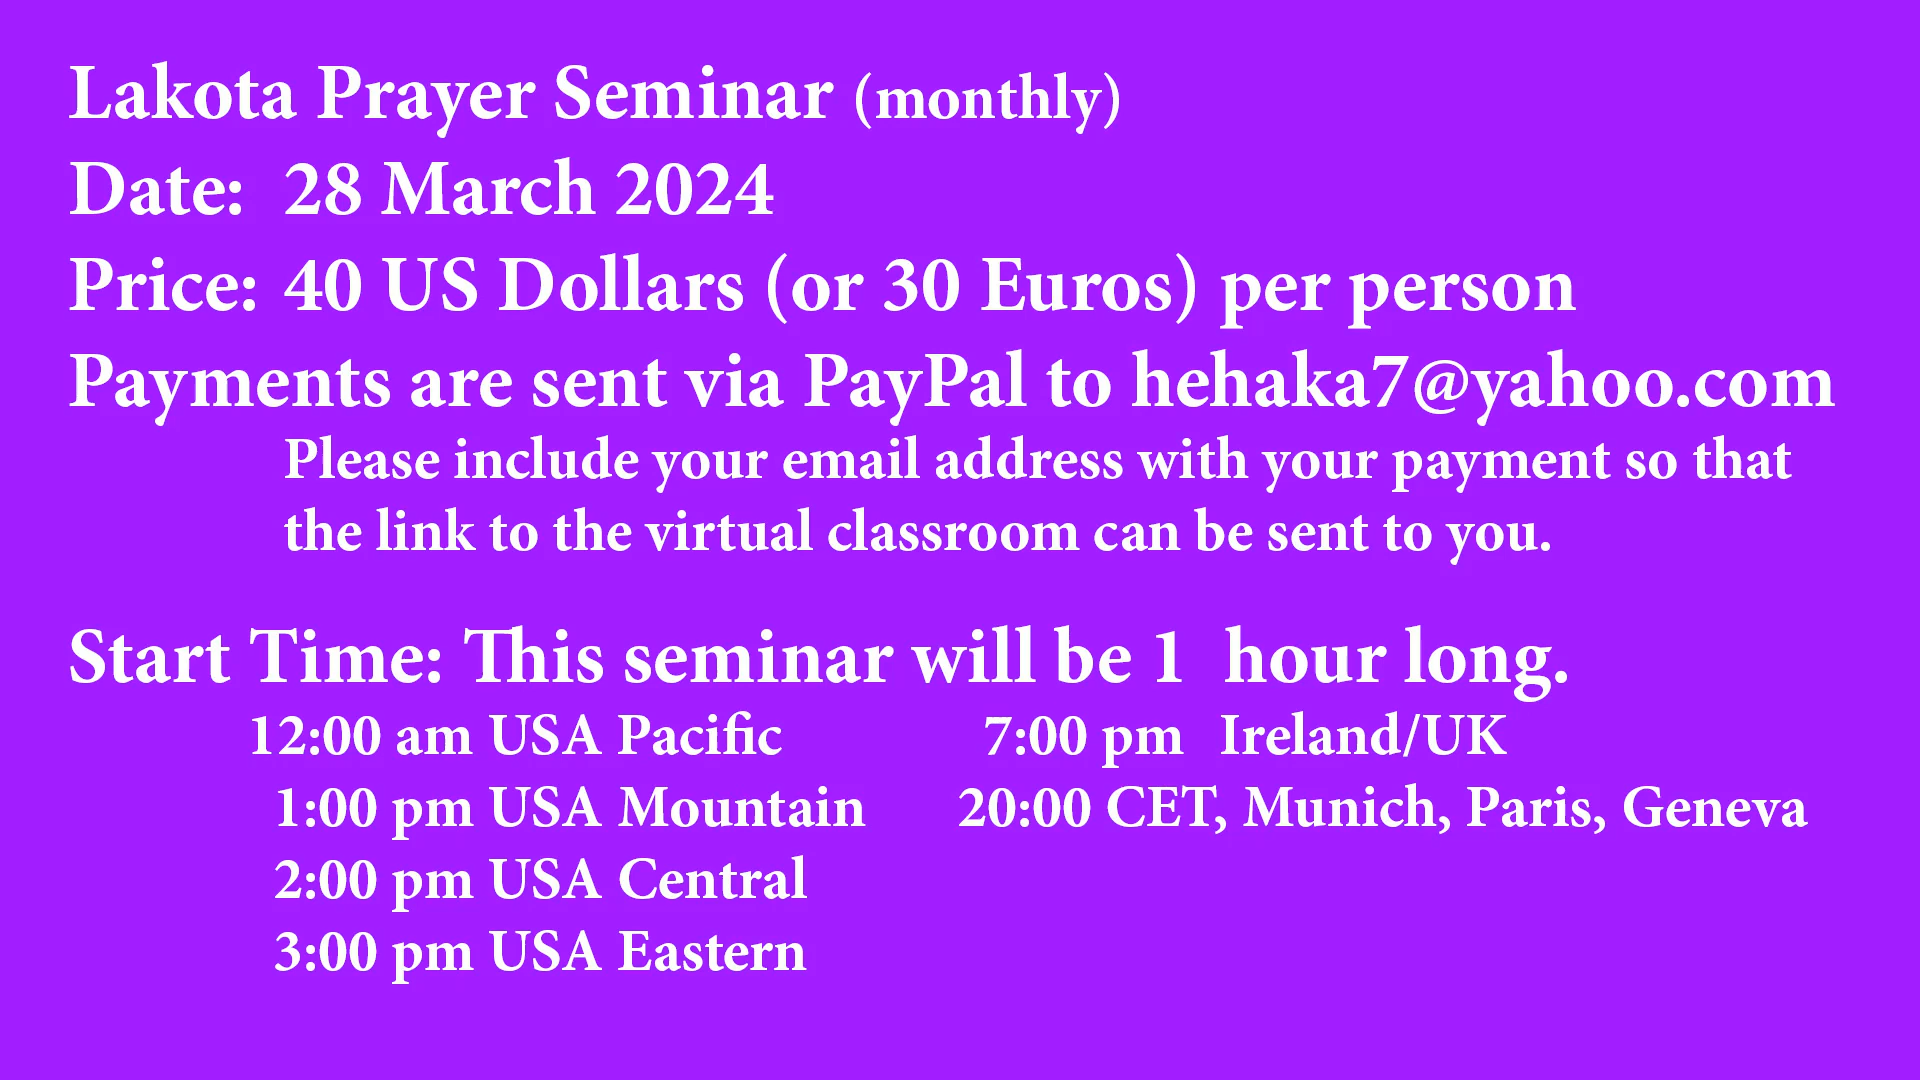 Lakota Prayer Seminar (monthly)
Date: 28 March 2024
Price: 40 US Dollars (or 30 Euros) per person
Payments are sent via PayPal to hehaka7@yahoo.com
Please include your email address with your payment so that
the link to the virtual classroom can be sent to you.
Start Time: This seminar will be 1 hour long.
12:00 am USA Pacific
1:00 pm USA Mountain
2:00 pm USA Central
3:00 pm USA Eastern
7:00 pm Ireland/UK
20:00 CET, Munich, Paris, Geneva